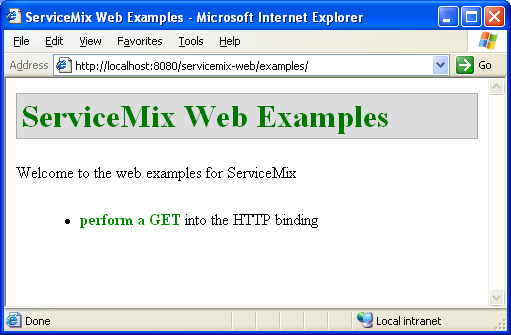 ServiceMix Web Examples - Microsoft Internet Explorer
File Edit View Favorites Tools Help
Address http://localhost:8080/servicemix-web/examples/ Go
ServiceMix Web Examples
Welcome to the web examples for ServiceMix
• perform a GET into the HTTP binding
Done Local intranet